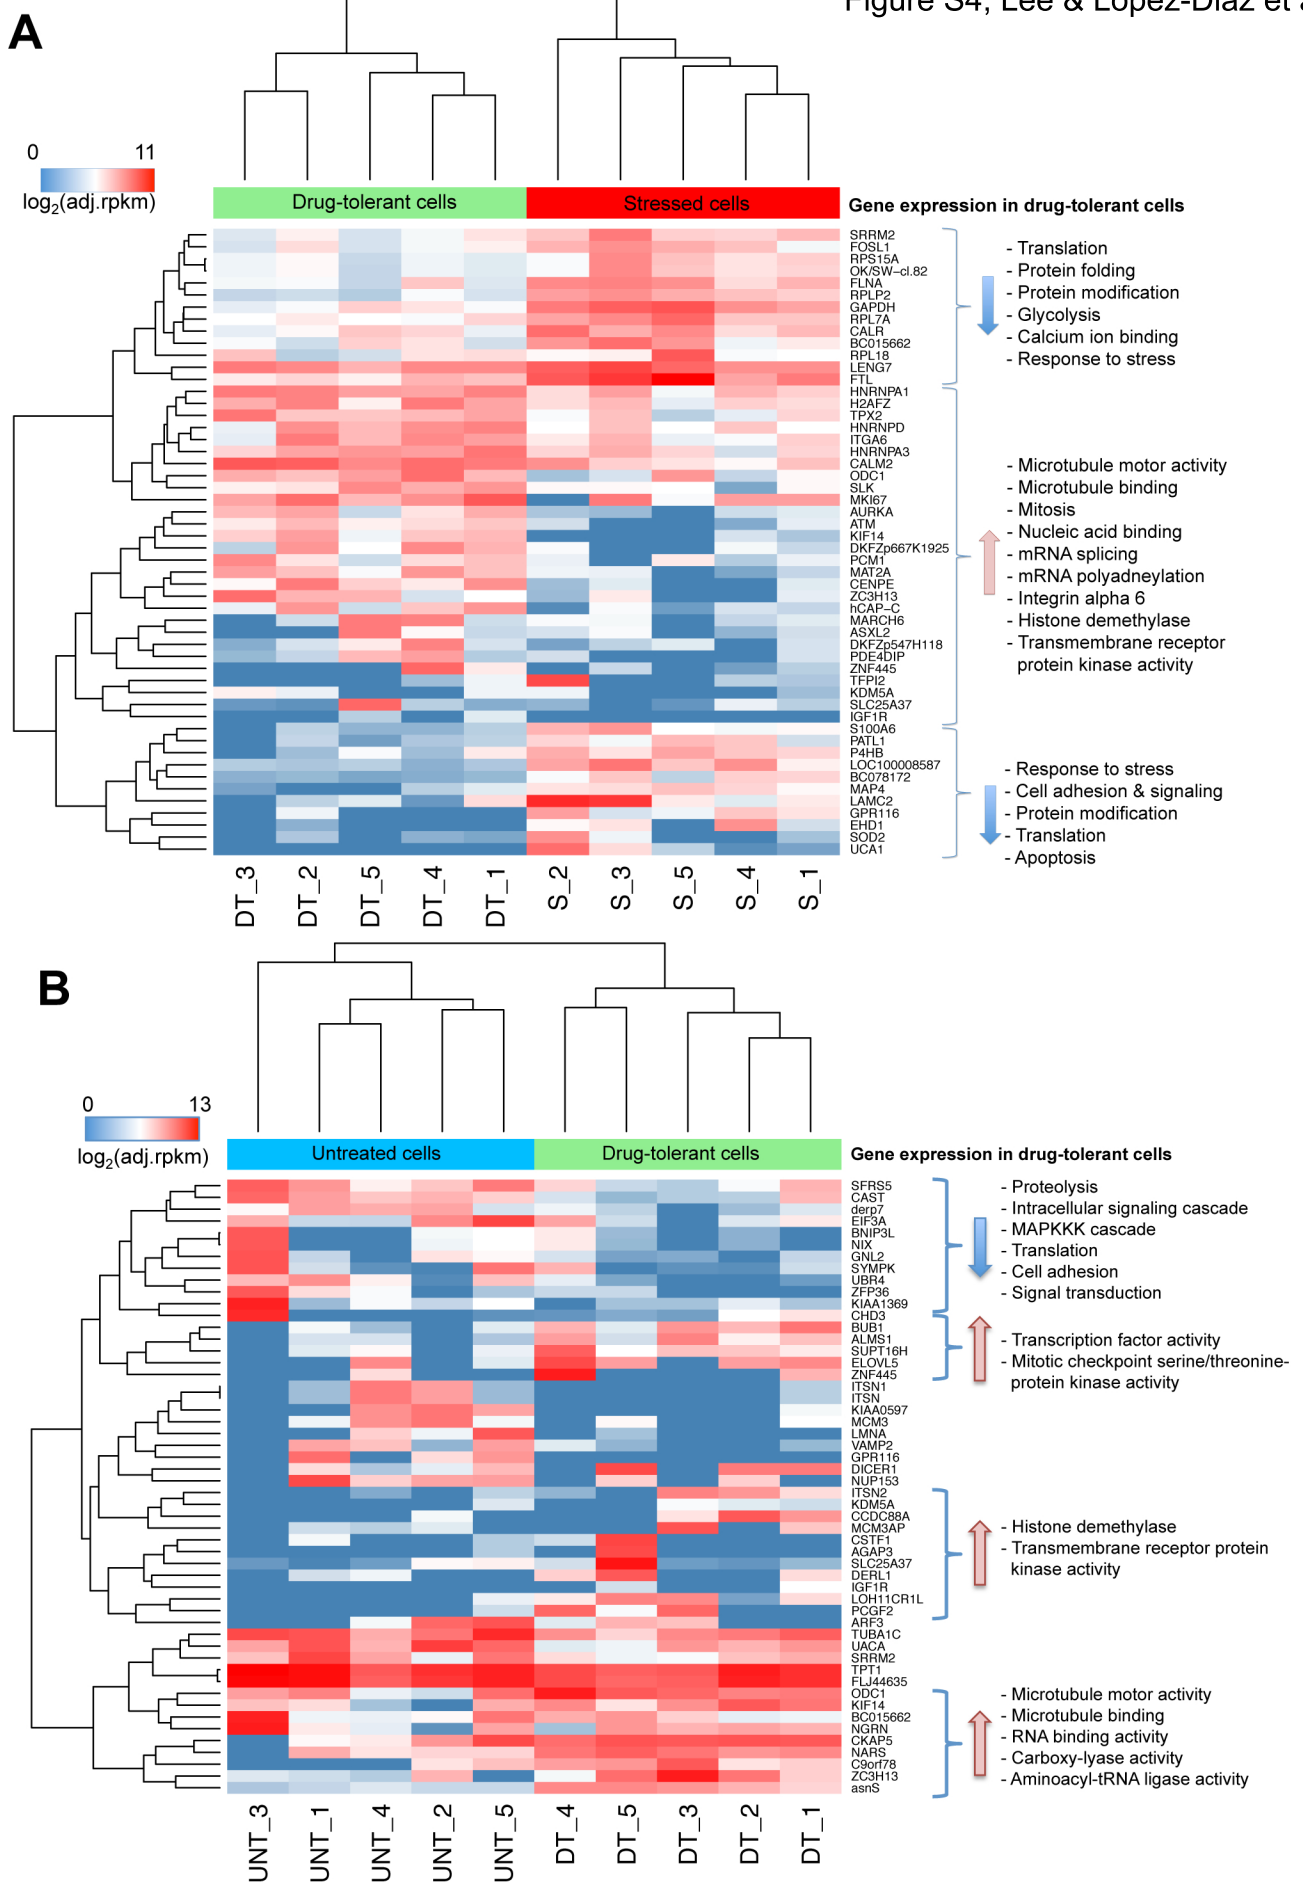 Figure S4, Lee & Lopez-Diaz et a
A
0 11
log2(adj.rpkm)
Drug-tolerant cells Stressed cells
Gene expression in drug-tolerant cells
SRRM2
FOSL1
RPS15A
OK/SW-cl.82
FLNA
RPLP2
GAPDH
RPL7A
CALR
BC015662
RPL18
LENG7
FTL
HNRNPA1
H2AFZ
TPX2
HNRNPD
ITGA6
HNRNPA3
CALM2
ODC1
SLK
MKI67
AURKA
ATM
KIF14
DKFZp667K1925
PCM1
MAT2A
CENPE
ZC3H13
hCAP-C
MARCH6
ASXL2
DKFZp547H118
PDE4DIP
ZNF445
TFPI2
KDM5A
SLC25A37
IGF1R
S100A6
PATL1
P4HB
LOC100008587
BC078172
MAP4
LAMC2
GPR116
EHD1
SOD2
UCA1
- Translation
- Protein folding
- Protein modification
- Glycolysis
- Calcium ion binding
- Response to stress
- Microtubule motor activity
- Microtubule binding
- Mitosis
- Nucleic acid binding
- mRNA splicing
- mRNA polyadneylation
- Integrin alpha 6
- Histone demethylase
- Transmembrane receptor
protein kinase activity
- Response to stress
- Cell adhesion & signaling
- Protein modification
- Translation
- Apoptosis
DT_3 DT_2 DT_5 DT_4 DT_1 S_2 S_3 S_5 S_4 S_1
B
0 13
log2(adj.rpkm)
Untreated cells Drug-tolerant cells
Gene expression in drug-tolerant cells
SFRS5
CAST
derp7
EIF3A
BNIP3L
NIX
GNL2
SYMPK
UBR4
ZFP36
KIAA1369
CHD3
BUB1
ALMS1
SUPT16H
ELOVL5
ZNF445
ITSN1
ITSN
KIAA0597
MCM3
LMNA
VAMP2
GPR116
DICER1
NUP153
ITSN2
KDM5A
CCDC88A
MCM3AP
CSTF1
AGAP3
SLC25A37
DERL1
IGF1R
LOH11CR1L
PCGF2
ARF3
TUBA1C
UACA
SRRM2
TPT1
FLJ44635
ODC1
KIF14
BC015662
NGRN
CKAP5
NARS
C9orf78
ZC3H13
asnS
- Proteolysis
- Intracellular signaling cascade
- MAPKKK cascade
- Translation
- Cell adhesion
- Signal transduction
- Transcription factor activity
- Mitotic checkpoint serine/threonine-
protein kinase activity
- Histone demethylase
- Transmembrane receptor protein
kinase activity
- Microtubule motor activity
- Microtubule binding
- RNA binding activity
- Carboxy-lyase activity
- Aminoacyl-tRNA ligase activity
UNT_3 UNT_1 UNT_4 UNT_2 UNT_5 DT_4 DT_5 DT_3 DT_2 DT_1